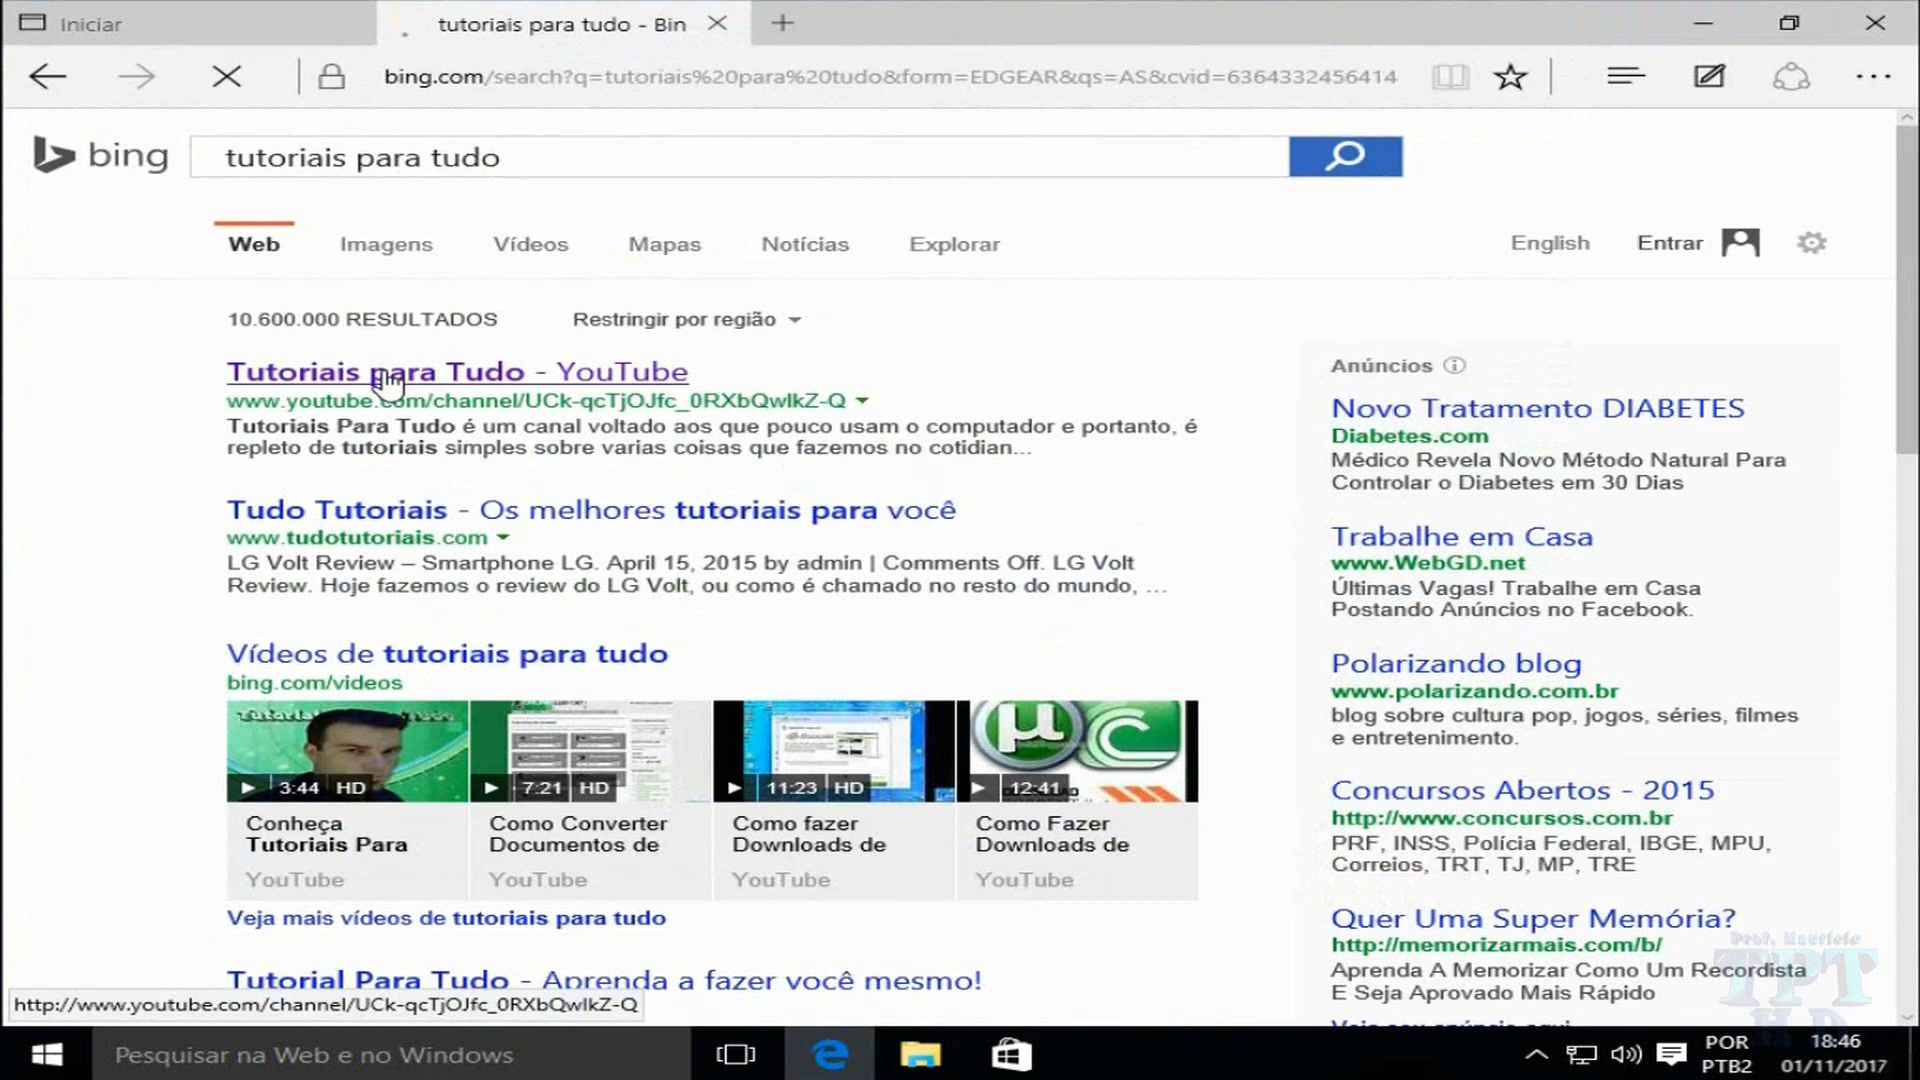 Iniciar
tutoriais para tudo - Bin
bing.com/search?q=tutoriais%20para%20tudo&form=EDGEAR&qs=AS&cvid=6364332456414
bing
tutoriais para tudo
Web Imagens Vídeos Mapas Notícias Explorar
English Entrar
10.600.000 RESULTADOS Restringir por região
Tutoriais para Tudo - YouTube
www.youtube.com/channel/UCk-qcTjOJfc_0RXbQwlkZ-Q
Tutoriais Para Tudo é um canal voltado aos que pouco usam o computador e portanto, é
repleto de tutoriais simples sobre varias coisas que fazemos no cotidian...
Tudo Tutoriais - Os melhores tutoriais para você
www.tudotutoriais.com
LG Volt Review – Smartphone LG. April 15, 2015 by admin | Comments Off. LG Volt
Review. Hoje fazemos o review do LG Volt, ou como é chamado no resto do mundo, ...
Vídeos de tutoriais para tudo
bing.com/videos
3:44 HD
7:21 HD
11:23 HD
12:41
Conheça
Tutoriais Para
YouTube
Como Converter
Documentos de
YouTube
Como fazer
Downloads de
YouTube
Como Fazer
Downloads de
YouTube
Veja mais vídeos de tutoriais para tudo
Tutorial Para Tudo - Aprenda a fazer você mesmo!
http://www.youtube.com/channel/UCk-qcTjOJfc_0RXbQwlkZ-Q
Anúncios
Novo Tratamento DIABETES
Diabetes.com
Médico Revela Novo Método Natural Para
Controlar o Diabetes em 30 Dias
Trabalhe em Casa
www.WebGD.net
Últimas Vagas! Trabalhe em Casa
Postando Anúncios no Facebook.
Polarizando blog
www.polarizando.com.br
blog sobre cultura pop, jogos, séries, filmes
e entretenimento.
Concursos Abertos - 2015
http://www.concursos.com.br
PRF, INSS, Polícia Federal, IBGE, MPU,
Correios, TRT, TJ, MP, TRE
Quer Uma Super Memória?
http://memorizarmais.com/b/
Aprenda A Memorizar Como Um Recordista
E Seja Aprovado Mais Rápido
Veja seu anúncio aqui
Prof. Mauricio
TPT
HD
Pesquisar na Web e no Windows
POR
PTB2
18:46
01/11/2017